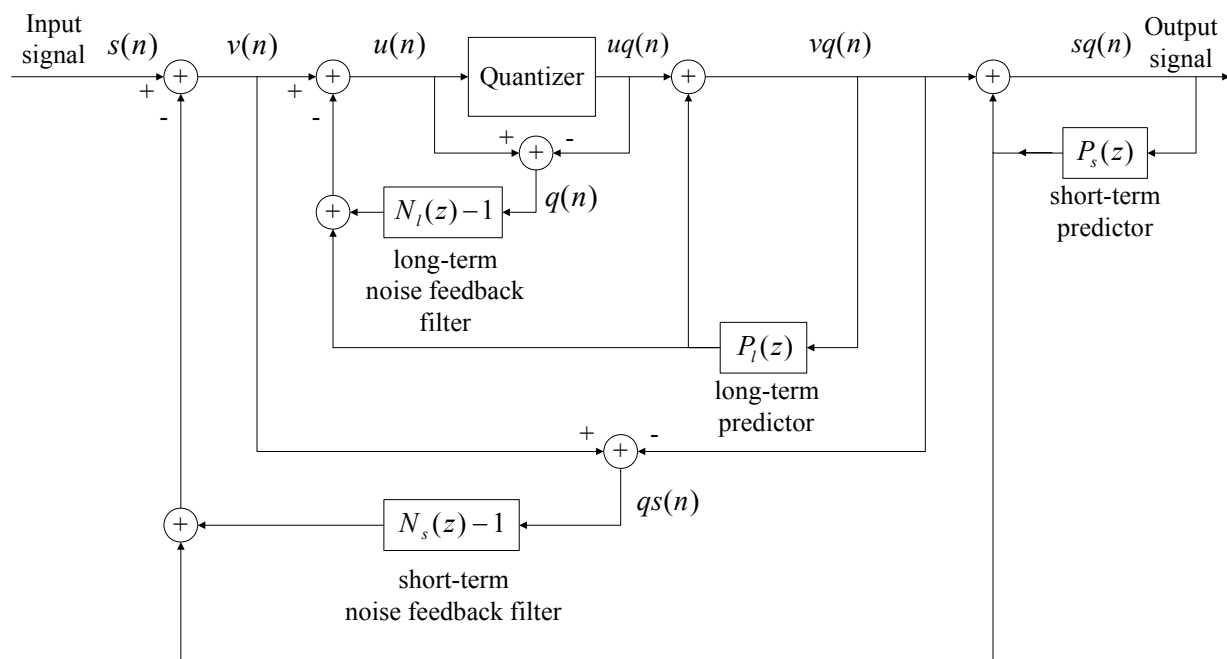 Input
signal
s(n)
v(n)
u(n)
Quantizer
uq(n)
vq(n)
sq(n)
Output
signal
+
+
+
+
+
+
-
-
+
-
+
q(n)
P_s(z)
short-term
predictor
+
N_l(z)-1
long-term
noise feedback
filter
P_l(z)
long-term
predictor
+
-
+
qs(n)
+
N_s(z)-1
short-term
noise feedback filter